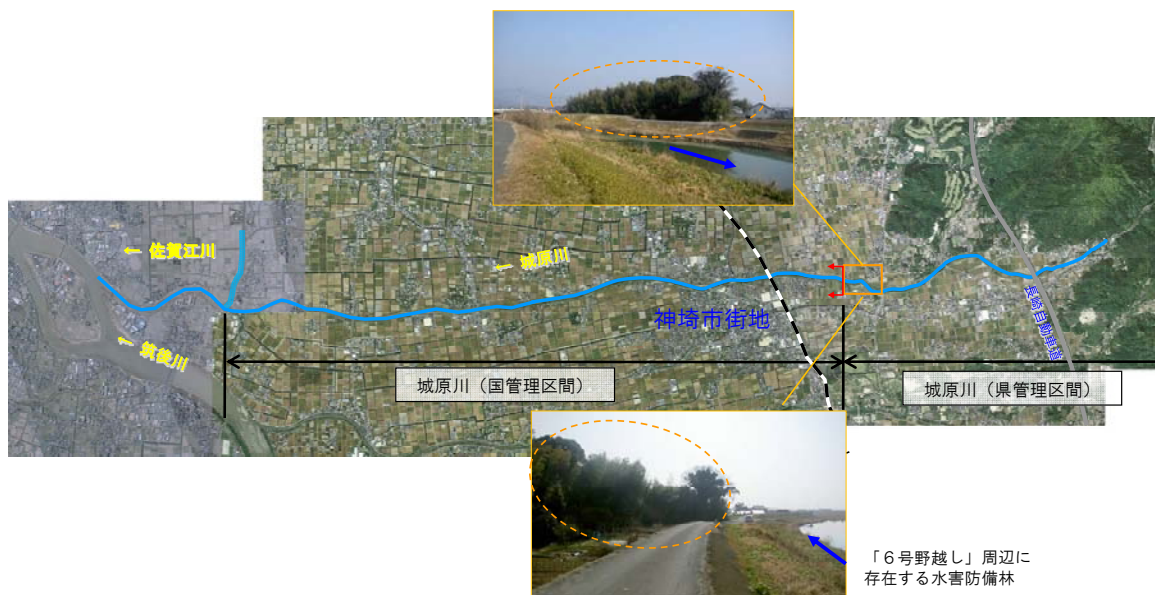 ← 佐賀江川
← 城原川
← 筑後川
神埼市街地
長崎自動車道
城原川（国管理区間）
城原川（県管理区間）
「６号野越し」周辺に
存在する水害防備林